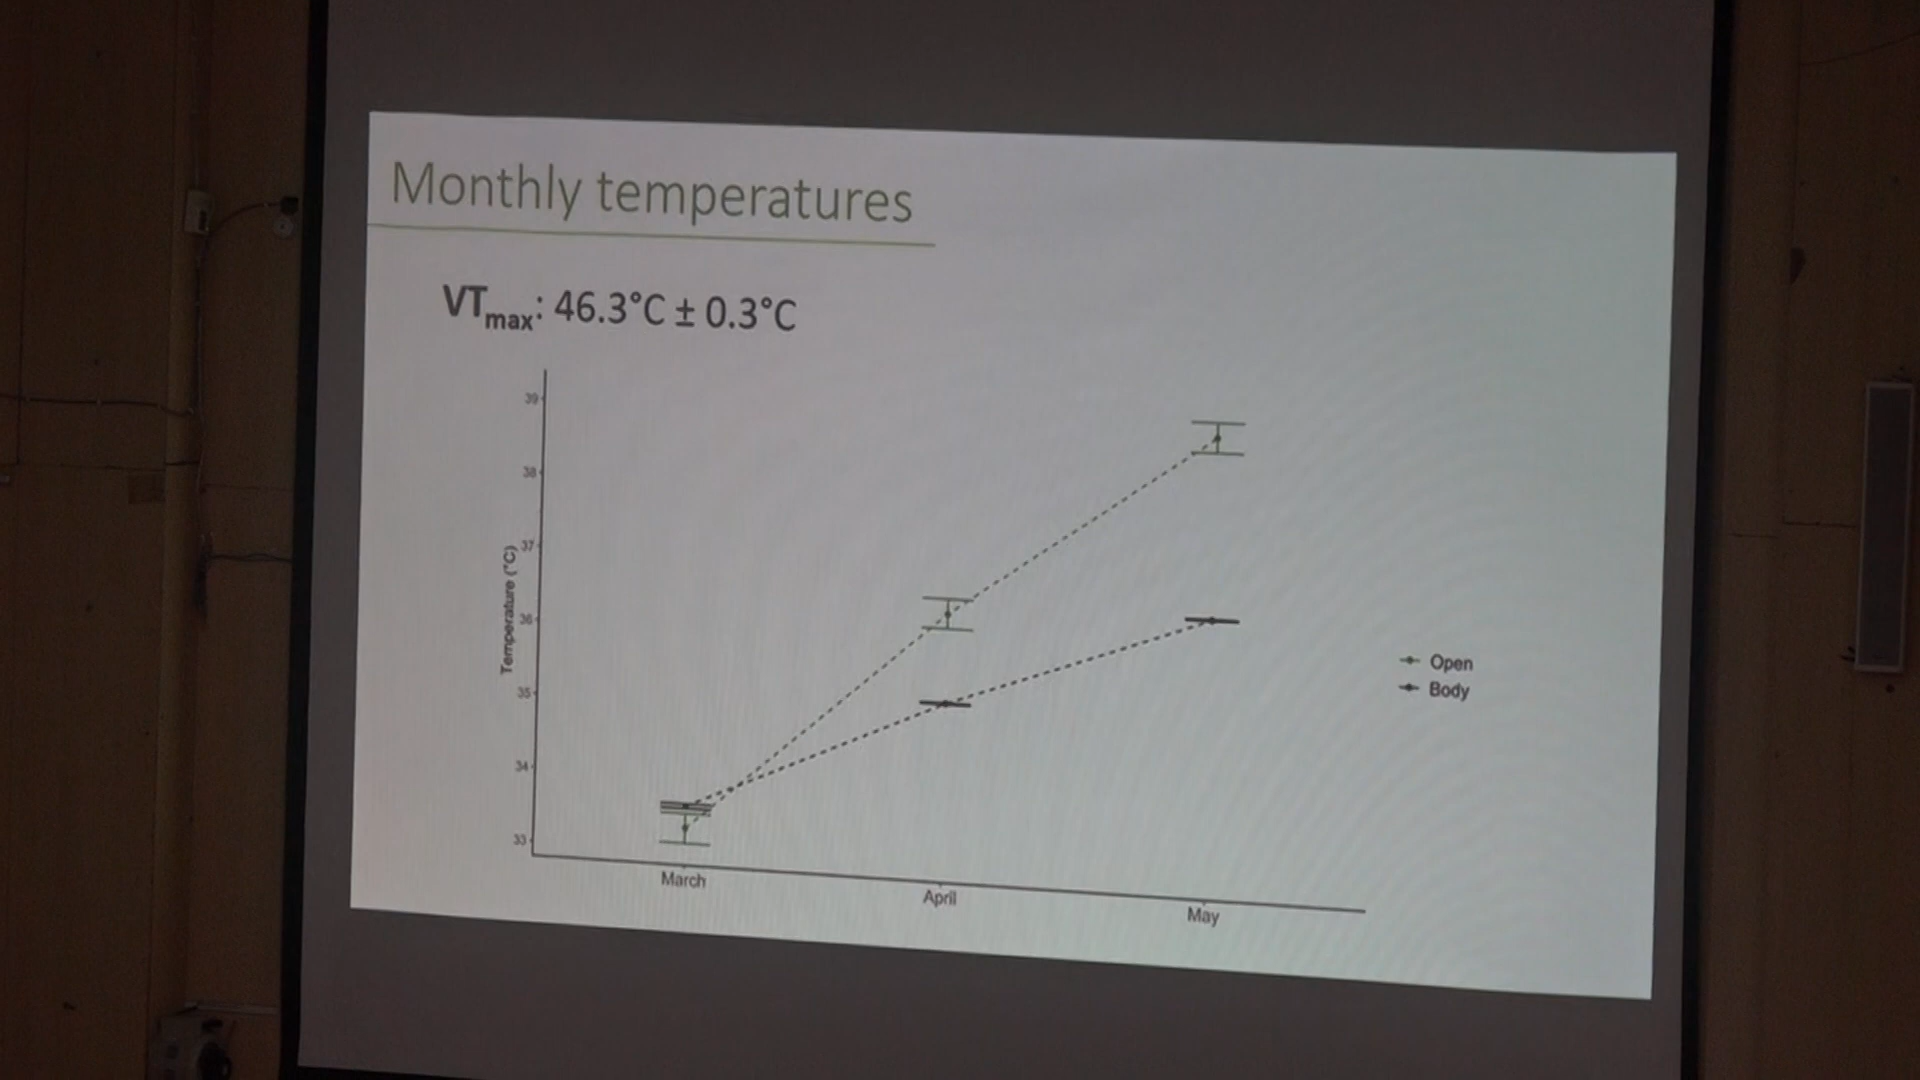 Monthly temperatures
VTmax: 46.3°C ± 0.3°C
39
38
37
36
35
34
33
Temperature (°C)
March
April
May
Open
Body